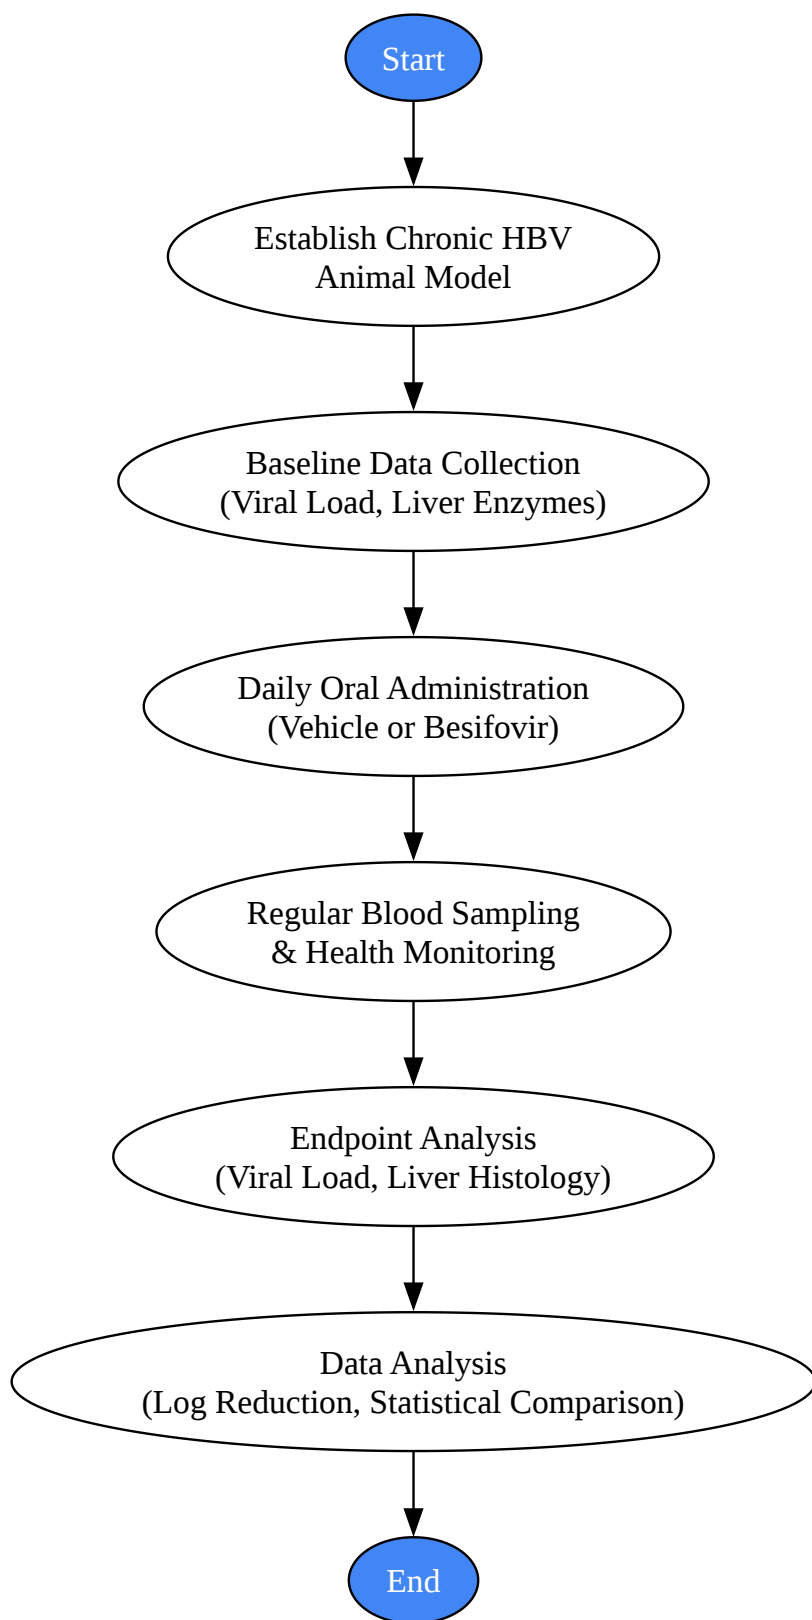 Start
Establish Chronic HBV
Animal Model
Baseline Data Collection
(Viral Load, Liver Enzymes)
Daily Oral Administration
(Vehicle or Besifovir)
Regular Blood Sampling
& Health Monitoring
Endpoint Analysis
(Viral Load, Liver Histology)
Data Analysis
(Log Reduction, Statistical Comparison)
End